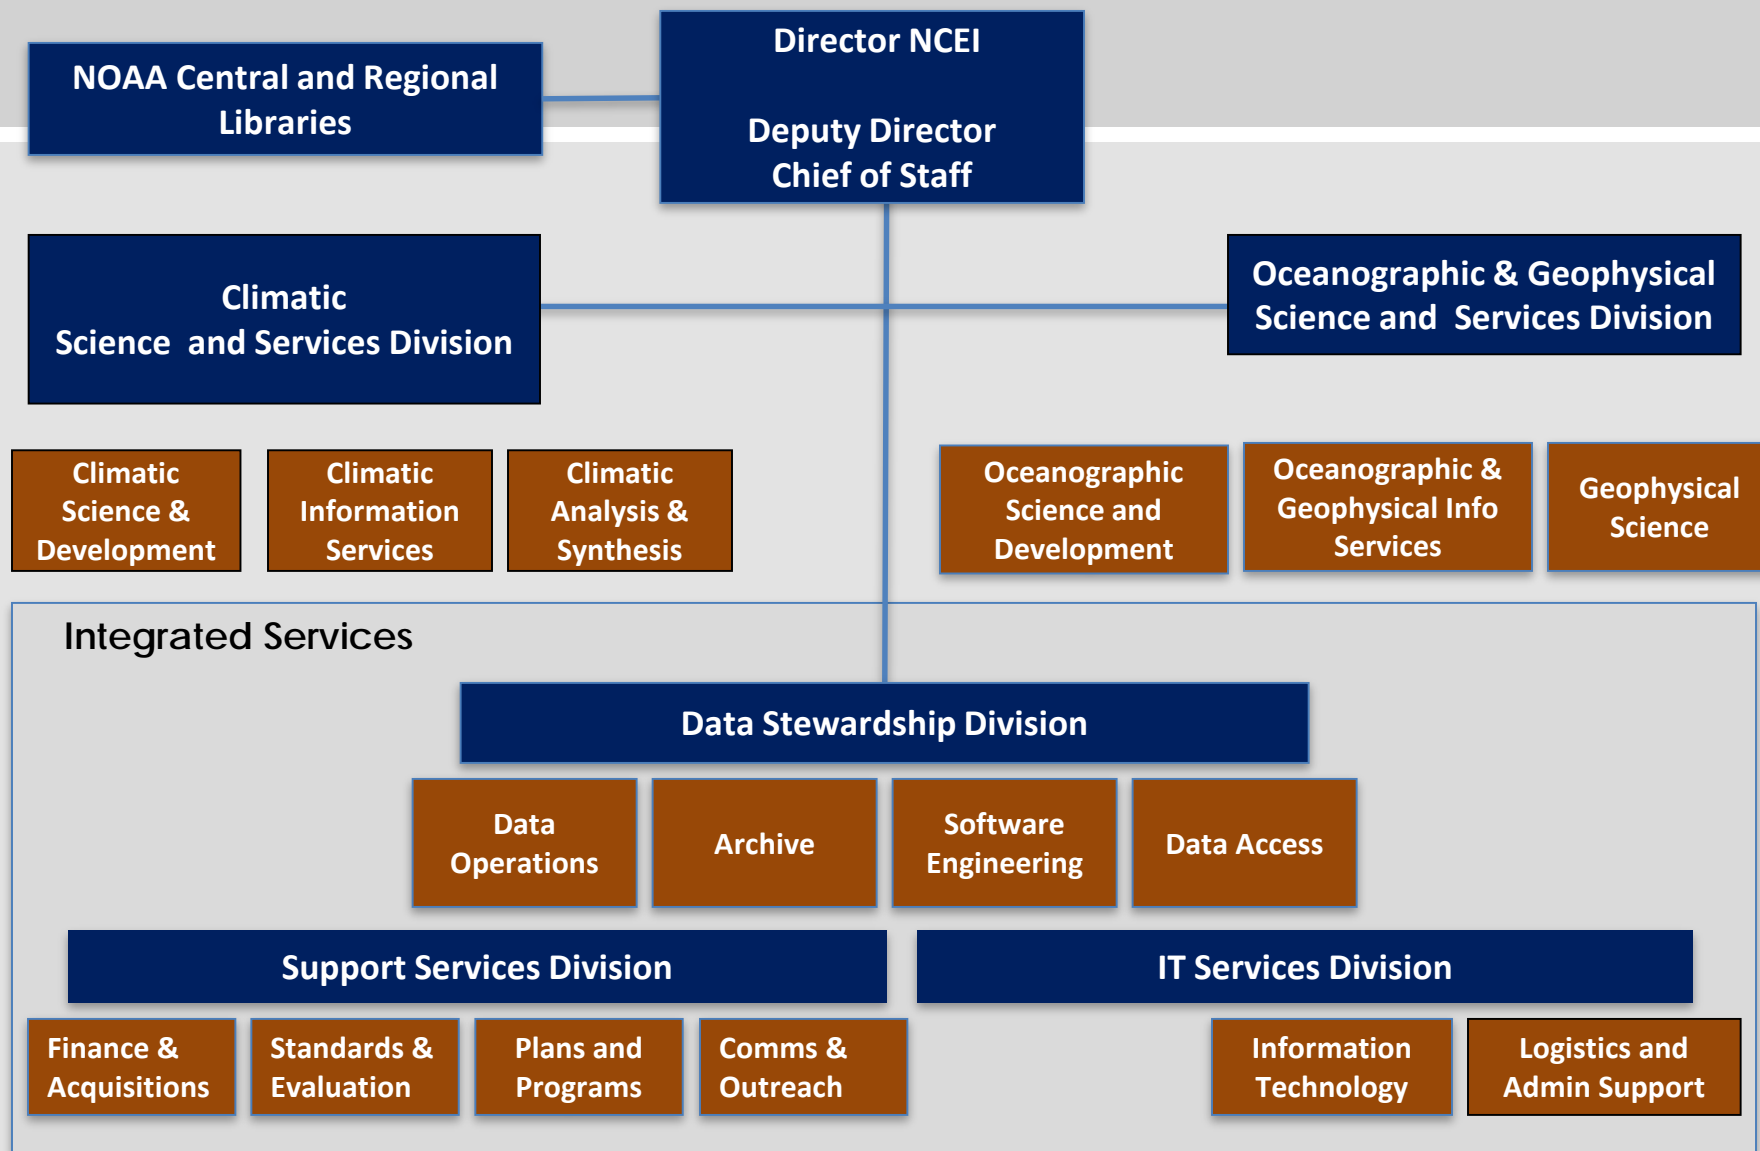 Director NCEI
Deputy Director
Chief of Staff
NOAA Central and Regional
Libraries
Climatic
Science and Services Division
Oceanographic & Geophysical
Science and Services Division
Climatic
Science &
Development
Climatic
Information
Services
Climatic
Analysis &
Synthesis
Oceanographic
Science and
Development
Oceanographic &
Geophysical Info
Services
Geophysical
Science
Integrated Services
Data Stewardship Division
Data
Operations
Archive
Software
Engineering
Data Access
Support Services Division
IT Services Division
Finance &
Acquisitions
Standards &
Evaluation
Plans and
Programs
Comms &
Outreach
Information
Technology
Logistics and
Admin Support